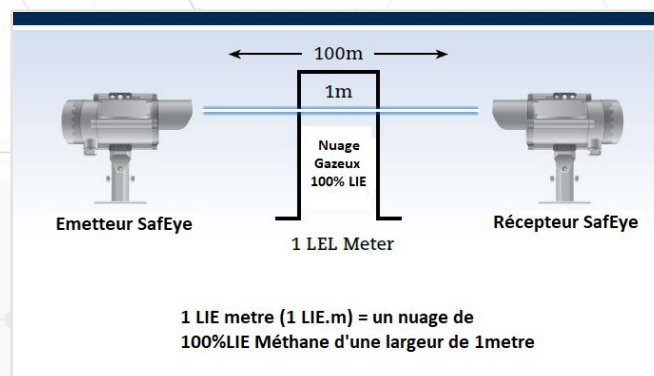 100m
1m
Nuage
Gazeux
100% LIE
Emetteur SafEye
Récepteur SafEye
1 LEL Meter
1 LIE metre (1 LIE.m) = un nuage de
100%LIE Méthane d'une largeur de 1metre